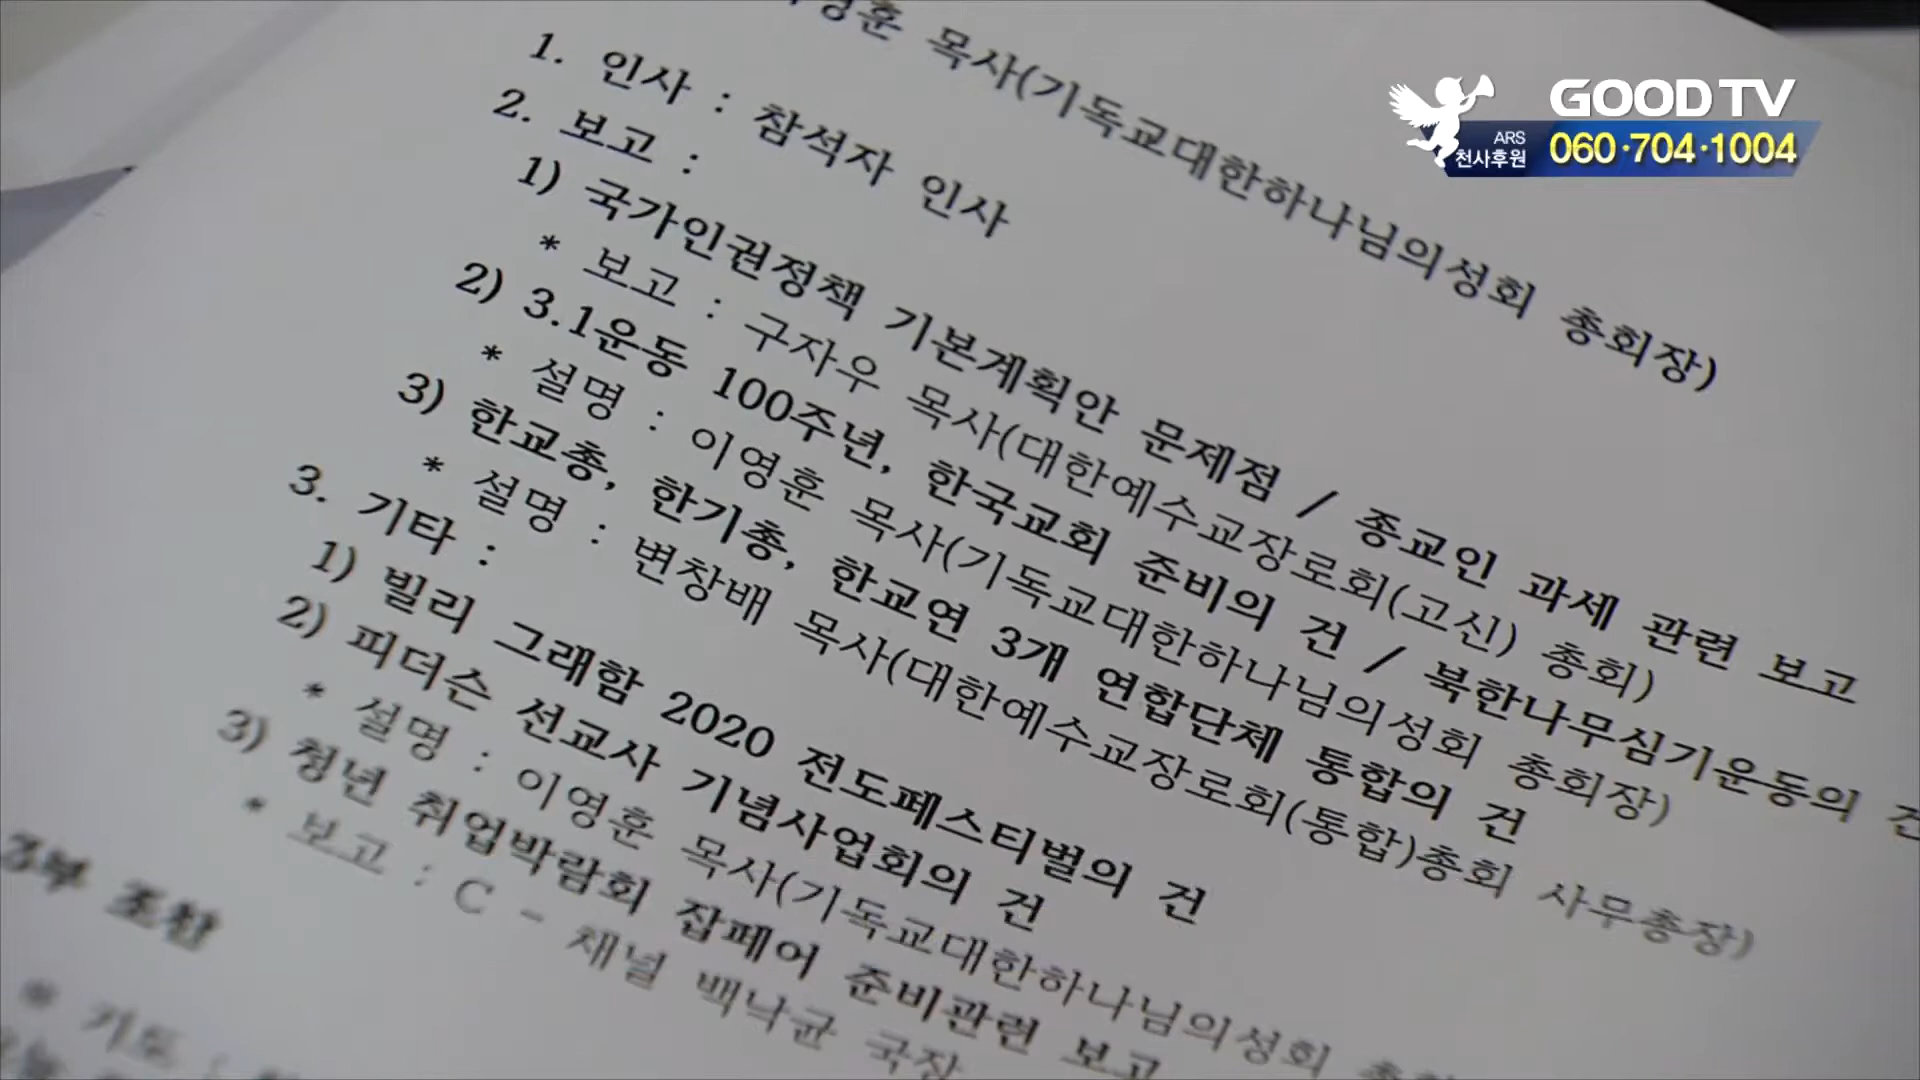 영훈 목사(기독교대한하나님의성회 총회장)
1. 인사 : 참석자 인사
2. 보고 :
1) 국가인권정책 기본계획안 문제점 / 종교인 과세 관련 보고
* 보고 : 구자우 목사(대한예수교장로회(고신) 총회)
2) 3.1운동 100주년, 한국교회 준비의 건 / 북한나무심기운동의 건
* 설명 : 이영훈 목사(기독교대한하나님의성회 총회장)
3) 한교총, 한기총, 한교연 3개 연합단체 통합의 건
* 설명 : 변창배 목사(대한예수교장로회(통합)총회 사무총장)
3. 기타 :
1) 빌리 그래함 2020 전도페스티벌의 건
2) 피더슨 선교사 기념사업회의 건
* 설명 : 이영훈 목사(기독교대한하나님의성회
3) 청년 취업박람회 잡페어 준비관련 보고
* 보고 : C - 채널 백낙균 국장
3부 조찬
* 기도 :
GOODTV
ARS
천사후원
060·704·1004